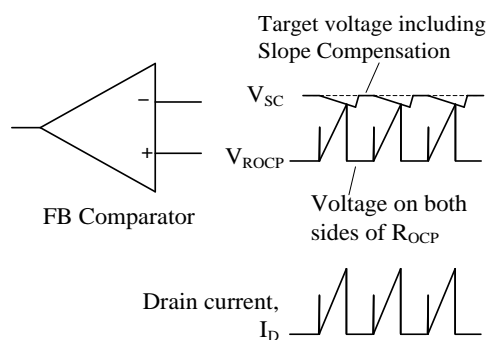 Target voltage including
Slope Compensation
−
+
V_SC
V_ROCP
FB Comparator
Voltage on both
sides of R_OCP
Drain current,
I_D